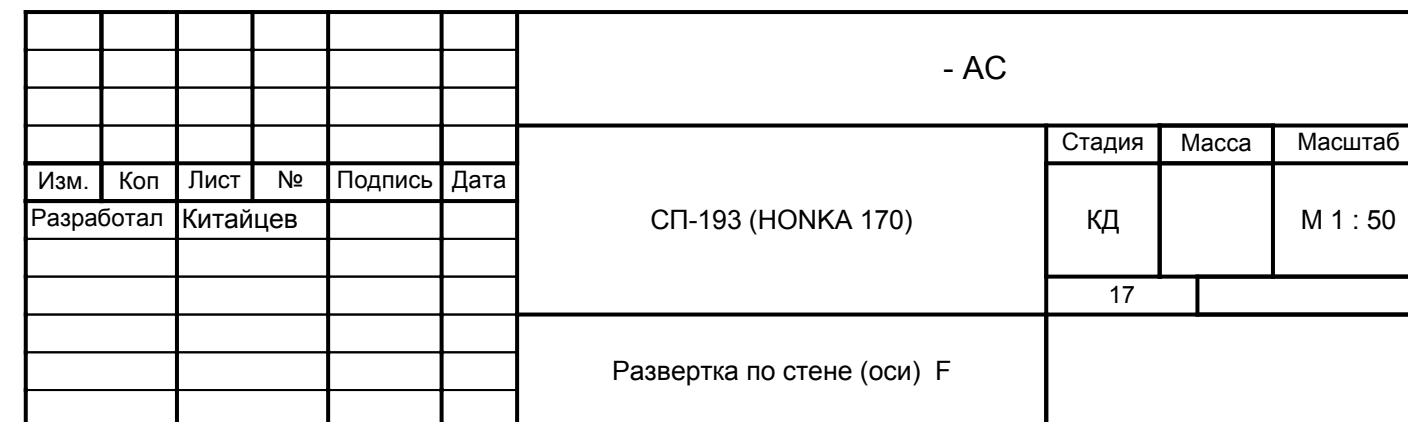 - АС
Стадия Масса Масштаб
Изм. Коп Лист № Подпись Дата
Разработал Китайцев
СП-193 (HONKA 170) КД М 1 : 50
17
Развертка по стене (оси) F